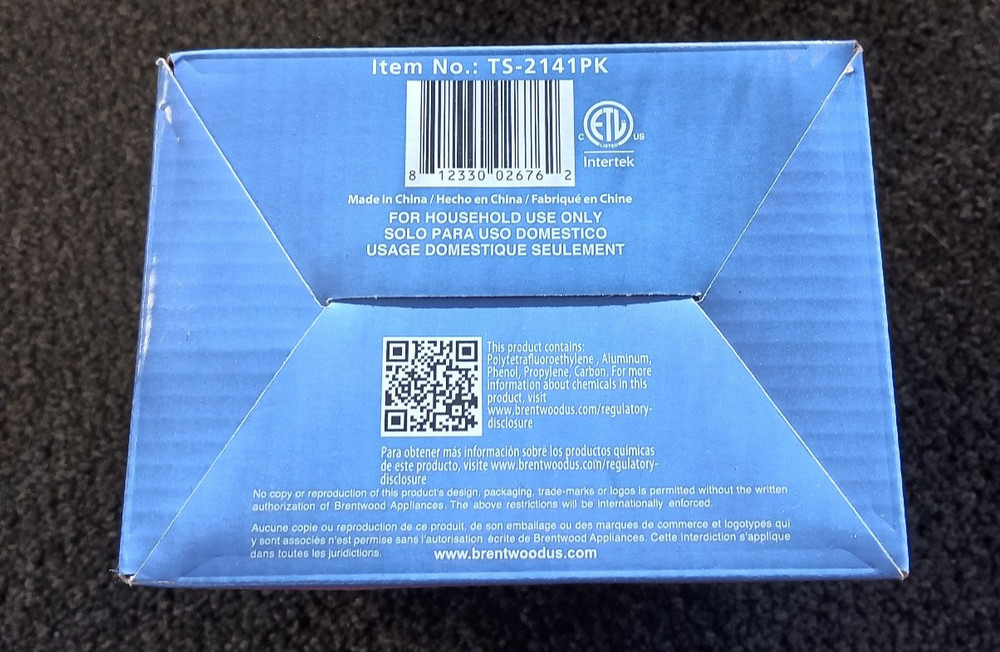 Item No.: TS-2141PK
8 12330 02676 2
C ETL US
LISTED
Intertek
Made in China / Hecho en China / Fabriqué en Chine
FOR HOUSEHOLD USE ONLY
SOLO PARA USO DOMESTICO
USAGE DOMESTIQUE SEULEMENT
This product contains:
Polytetrafluoroethylene , Aluminum,
Phenol, Propylene, Carbon. For more
information about chemicals in this
product, visit
www.brentwoodus.com/regulatory-
disclosure
Para obtener más información sobre los productos químicas
de este producto, visite www.brentwoodus.com/regulatory-
disclosure
No copy or reproduction of this product's design, packaging, trade-marks or logos is permitted without the written
authorization of Brentwood Appliances. The above restrictions will be internationally enforced.
Aucune copie ou reproduction de ce produit, de son emballage ou des marques de commerce et logotypes qui
y sont associés n'est permise sans l'autorisation écrite de Brentwood Appliances. Cette interdiction s'applique
dans toutes les juridictions.
www.brentwoodus.com